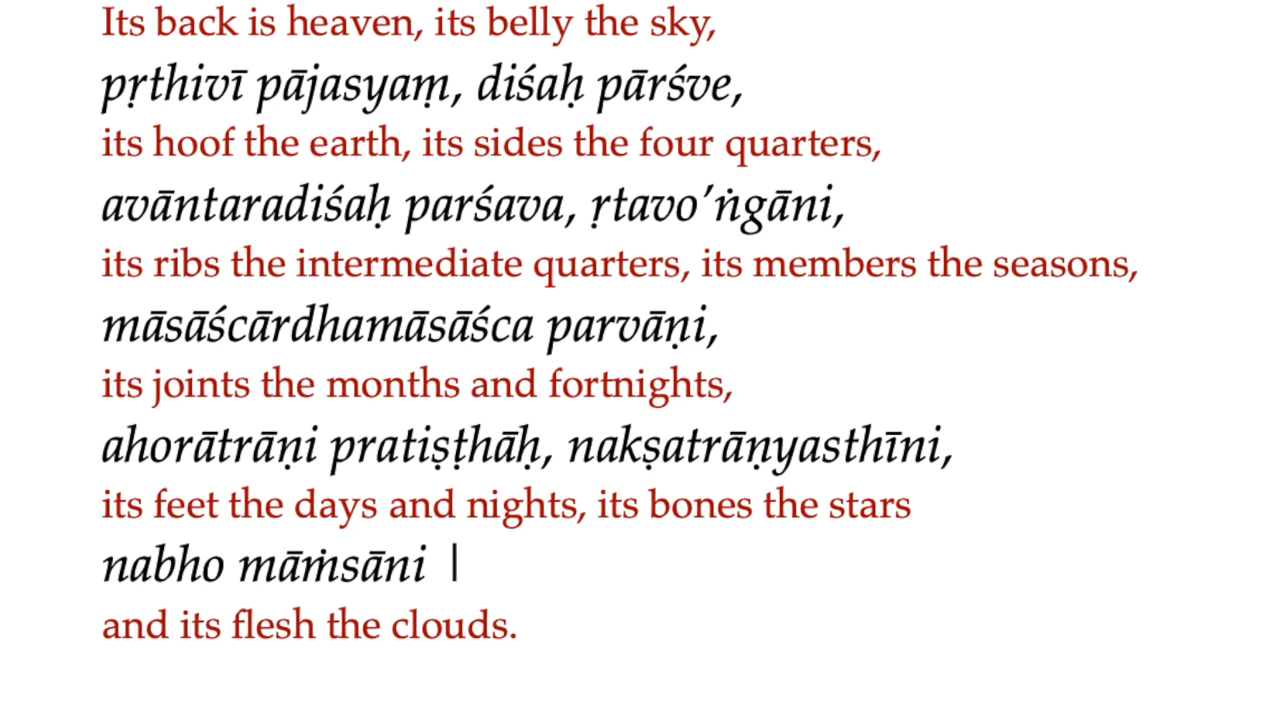 Its back is heaven, its belly the sky,
pṛthivī pājasyaṃ, diśaḥ pārśve,
its hoof the earth, its sides the four quarters,
avāntaradiśaḥ parśava, ṛtavo’ṅgāni,
its ribs the intermediate quarters, its members the seasons,
māsāścārdhamāsāśca parvāṇi,
its joints the months and fortnights,
ahorātrāṇi pratiṣṭhāḥ, nakṣatrāṇyasthīni,
its feet the days and nights, its bones the stars
nabho māṁsāni |
and its flesh the clouds.